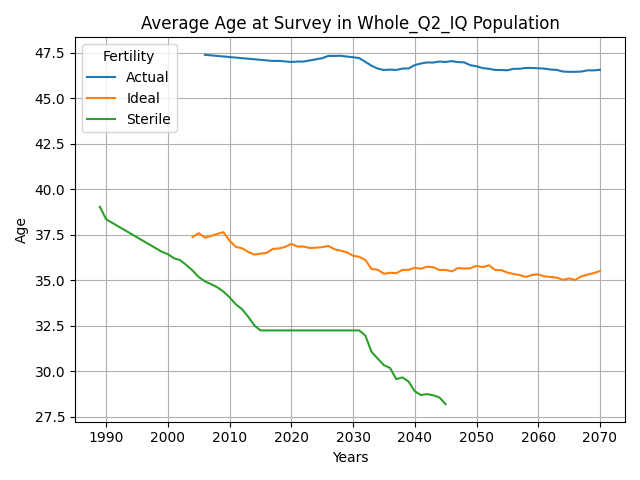 Average Age at Survey in Whole_Q2_IQ Population
Fertility
Actual
Ideal
Sterile
Age
47.5
45.0
42.5
40.0
37.5
35.0
32.5
30.0
27.5
1990 2000 2010 2020 2030 2040 2050 2060 2070
Years